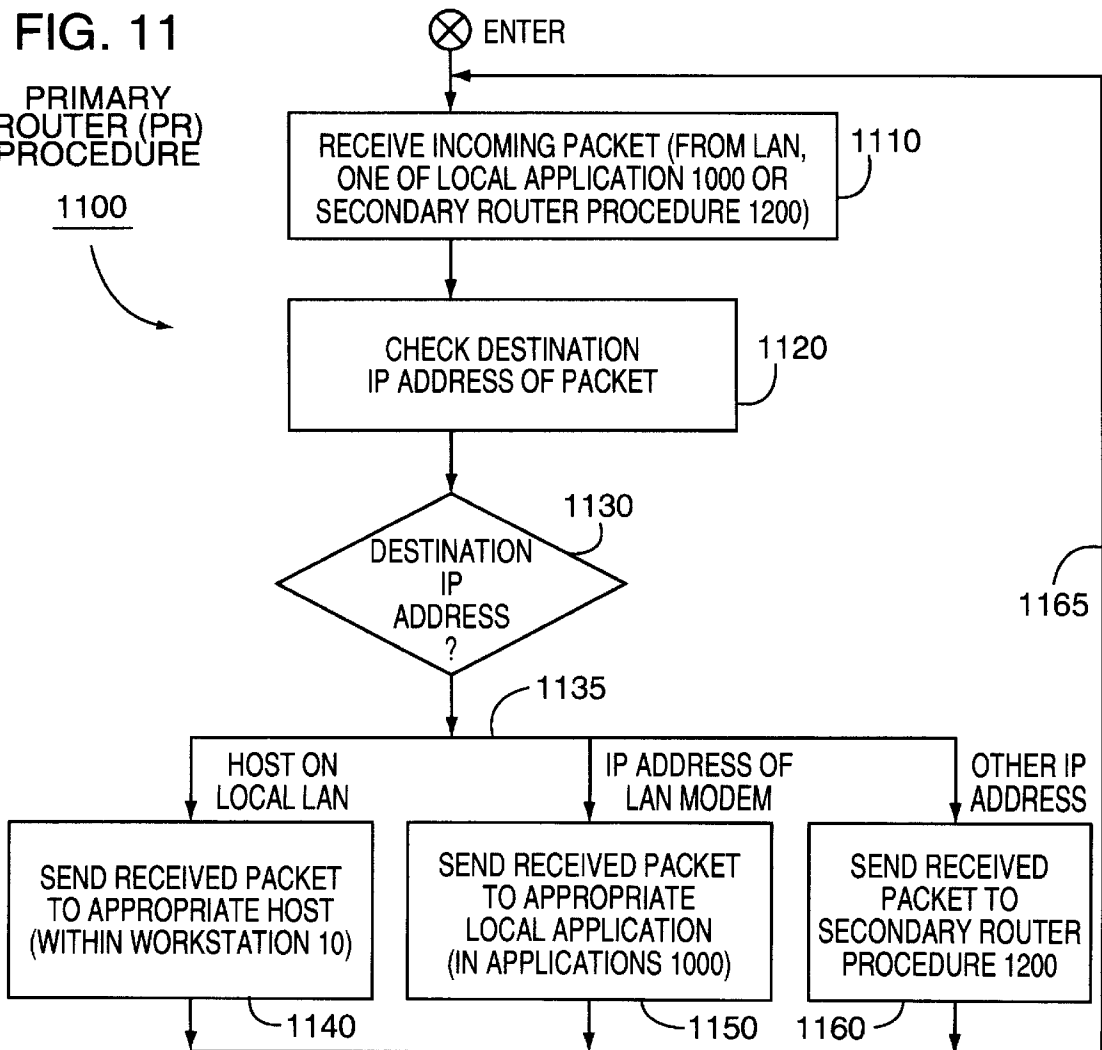 FIG. 11
ENTER
PRIMARY
ROUTER (PR)
PROCEDURE
1100
RECEIVE INCOMING PACKET (FROM LAN,
ONE OF LOCAL APPLICATION 1000 OR
SECONDARY ROUTER PROCEDURE 1200)
1110
CHECK DESTINATION
IP ADDRESS OF PACKET
1120
1130
DESTINATION
IP
ADDRESS
?
1165
1135
HOST ON
LOCAL LAN
IP ADDRESS OF
LAN MODEM
OTHER IP
ADDRESS
SEND RECEIVED PACKET
TO APPROPRIATE HOST
(WITHIN WORKSTATION 10)
SEND RECEIVED PACKET
TO APPROPRIATE
LOCAL APPLICATION
(IN APPLICATIONS 1000)
SEND RECEIVED
PACKET TO
SECONDARY ROUTER
PROCEDURE 1200
1140
1150
1160